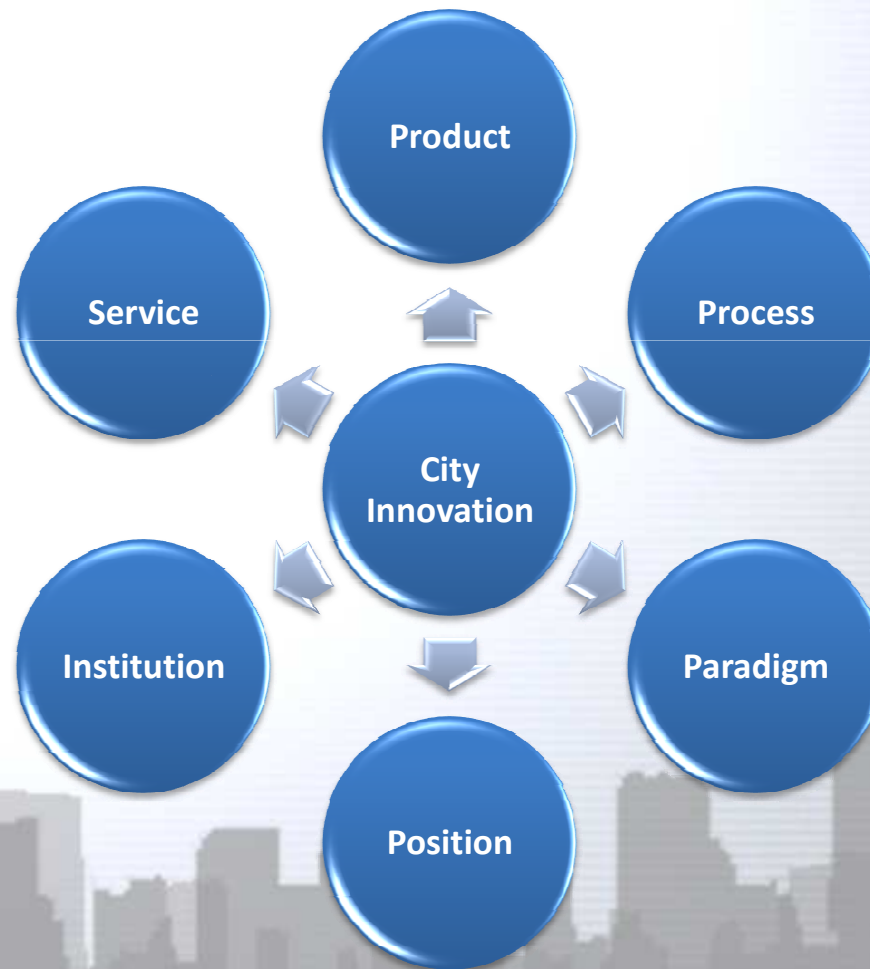 Product
Service
Process
City
Innovation
Institution
Paradigm
Position